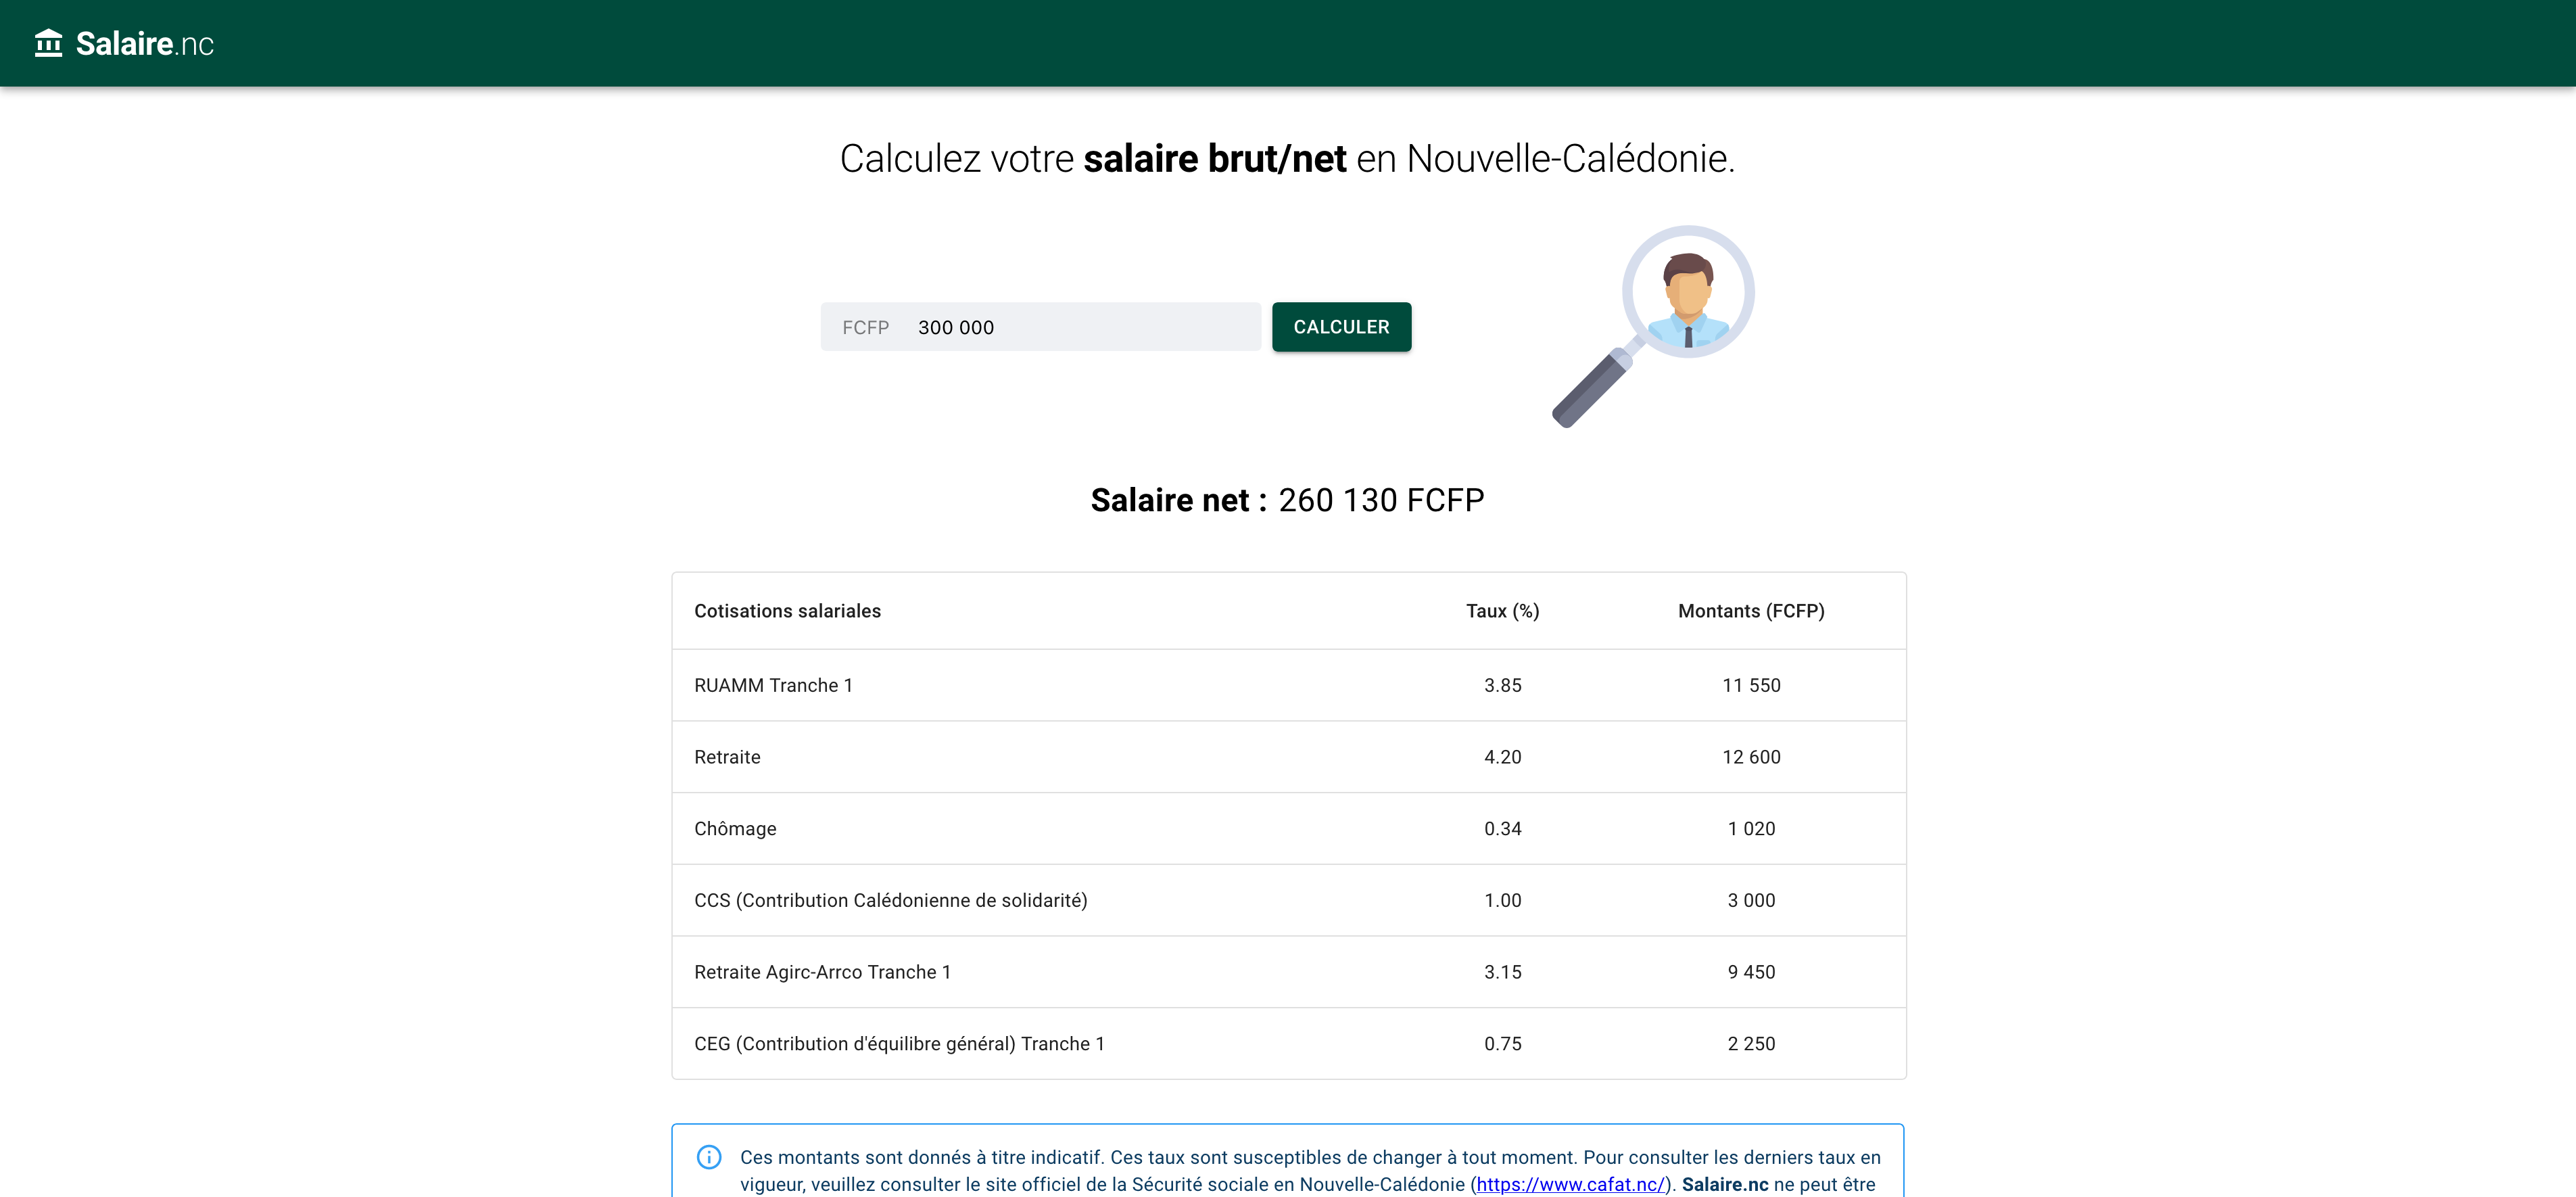 Salaire.nc
Calculez votre salaire brut/net en Nouvelle-Calédonie.
FCFP 300 000 CALCULER
Salaire net : 260 130 FCFP
Cotisations salariales Taux (%) Montants (FCFP)
RUAMM Tranche 1 3.85 11 550
Retraite 4.20 12 600
Chômage 0.34 1 020
CCS (Contribution Calédonienne de solidarité) 1.00 3 000
Retraite Agirc-Arrco Tranche 1 3.15 9 450
CEG (Contribution d'équilibre général) Tranche 1 0.75 2 250
Ces montants sont donnés à titre indicatif. Ces taux sont susceptibles de changer à tout moment. Pour consulter les derniers taux en
vigueur, veuillez consulter le site officiel de la Sécurité sociale en Nouvelle-Calédonie (https://www.cafat.nc/). Salaire.nc ne peut être